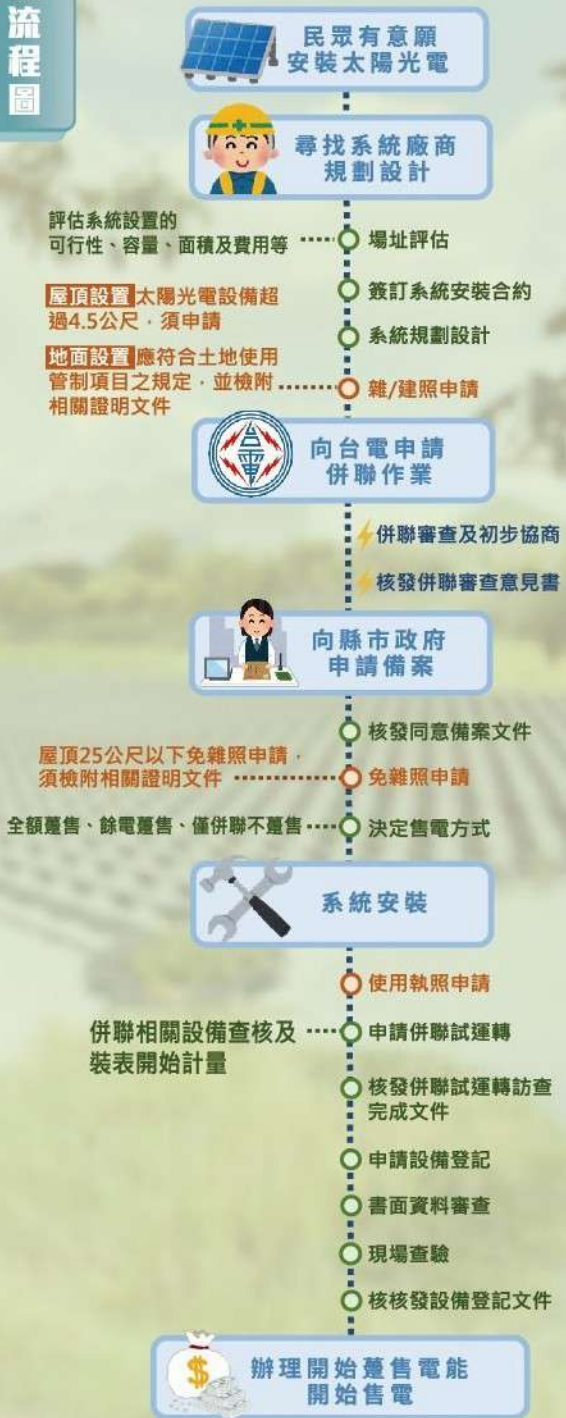 流程圖
民眾有意願
安裝太陽光電
尋找系統廠商
規劃設計
評估系統設置的
可行性、容量、面積及費用等
場址評估
簽訂系統安裝合約
屋頂設置 太陽光電設備超
過4.5公尺,須申請
系統規劃設計
地面設置 應符合土地使用
管制項目之規定,並檢附
相關證明文件
雜/建照申請
台電
向台電申請
併聯作業
併聯審查及初步協商
核發併聯審查意見書
向縣市政府
申請備案
核發同意備案文件
屋頂25公尺以下免雜照申請,
須檢附相關證明文件
免雜照申請
全額躉售、餘電躉售、僅併聯不躉售
決定售電方式
系統安裝
使用執照申請
併聯相關設備查核及
裝表開始計量
申請併聯試運轉
核發併聯試運轉訪查
完成文件
申請設備登記
書面資料審查
現場查驗
核核發設備登記文件
$
辦理開始躉售電能
開始售電